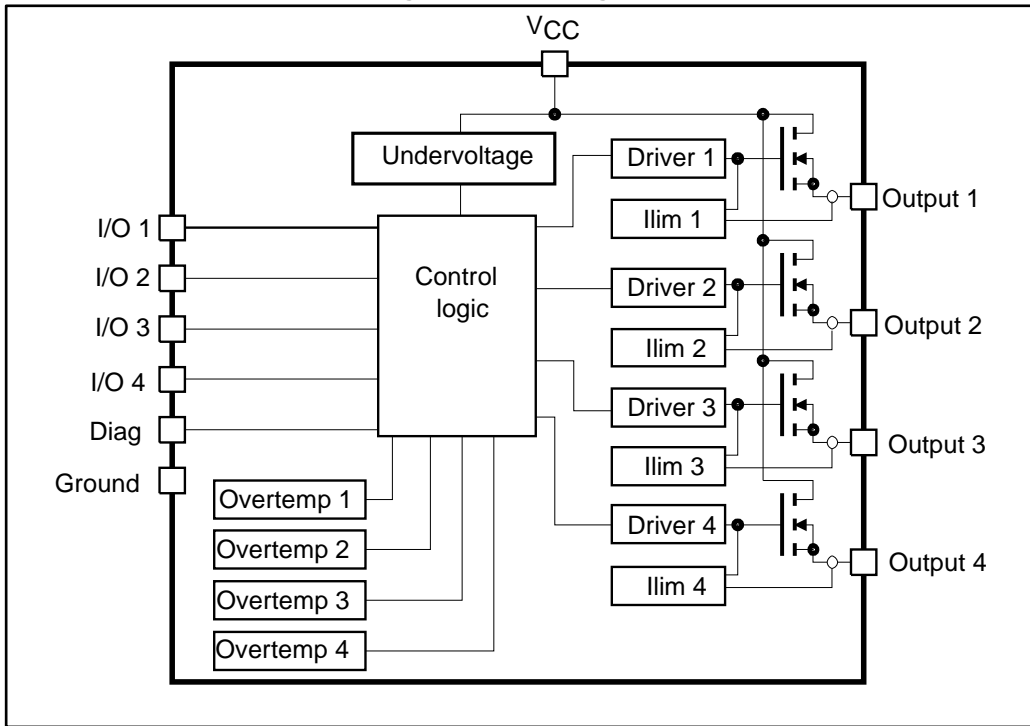 VCC
Undervoltage
Driver 1
Ilim 1
Output 1
I/O 1
I/O 2
I/O 3
I/O 4
Diag
Ground
Control
logic
Driver 2
Ilim 2
Output 2
Driver 3
Ilim 3
Output 3
Overtemp 1
Overtemp 2
Overtemp 3
Overtemp 4
Driver 4
Ilim 4
Output 4